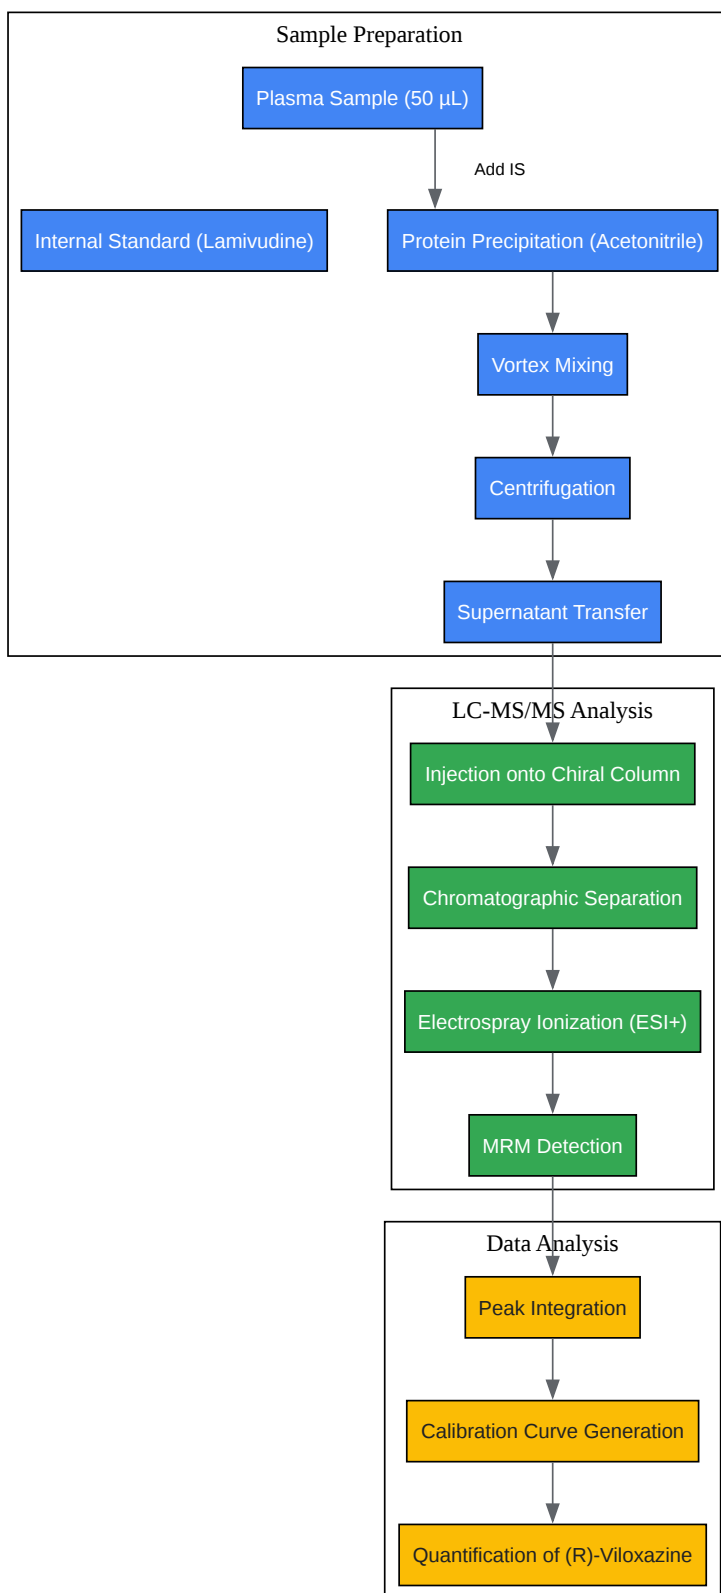 Sample Preparation
Plasma Sample (50 µL)
Add IS
Internal Standard (Lamivudine)
Protein Precipitation (Acetonitrile)
Vortex Mixing
Centrifugation
Supernatant Transfer
LC-MS/MS Analysis
Injection onto Chiral Column
Chromatographic Separation
Electrospray Ionization (ESI+)
MRM Detection
Data Analysis
Peak Integration
Calibration Curve Generation
Quantification of (R)-Viloxazine